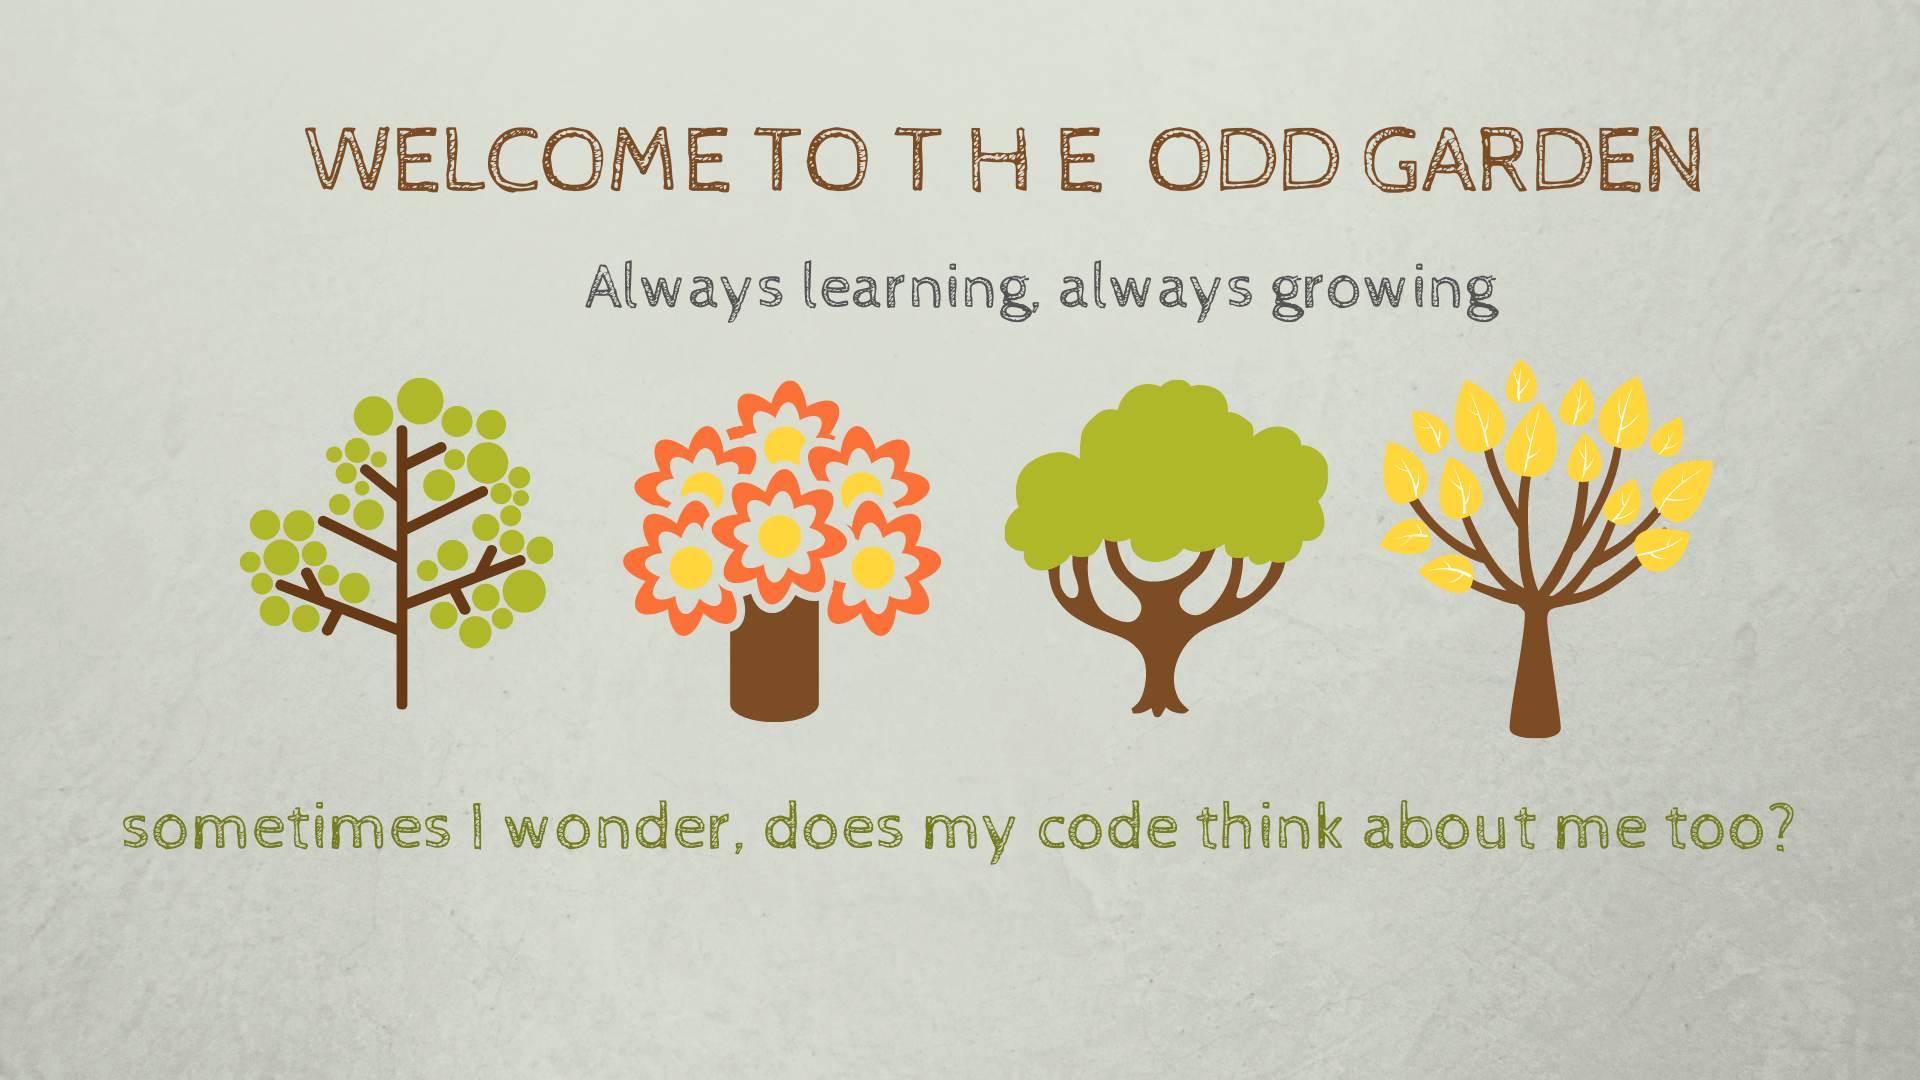 WELCOME TO T H E ODD GARDEN
Always learning, always growing
sometimes I wonder, does my code think about me too?